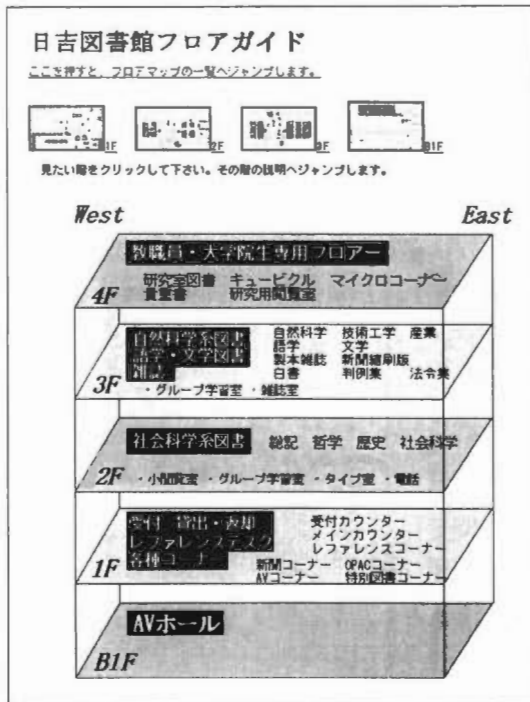 日吉図書館フロアガイド
ここを押すと、フロアマップの一覧へジャンプします。
1F 2F 3F B1F
見たい階をクリックして下さい。その階の説明へジャンプします。
West East
教職員・大学院生専用フロアー
研究室図書 キュービクル マイクロコーナー
貴重書 研究用閲覧室
4F
自然科学系図書
語学・文学図書
雑誌室
自然科学 技術工学 産業
語学 文学
製本雑誌 新聞縮刷版
白書 判例集 法令集
・グループ学習室 ・雑誌室
3F
社会科学系図書 総記 哲学 歴史 社会科学
2F ・小閲覧室 ・グループ学習室 ・タイプ室 ・電話
受付 貸出・返却
レファレンスデスク
各種コーナー
受付カウンター
メインカウンター
レファレンスコーナー
新聞コーナー OPACコーナー
AVコーナー 特別図書コーナー
1F
AVホール
B1F